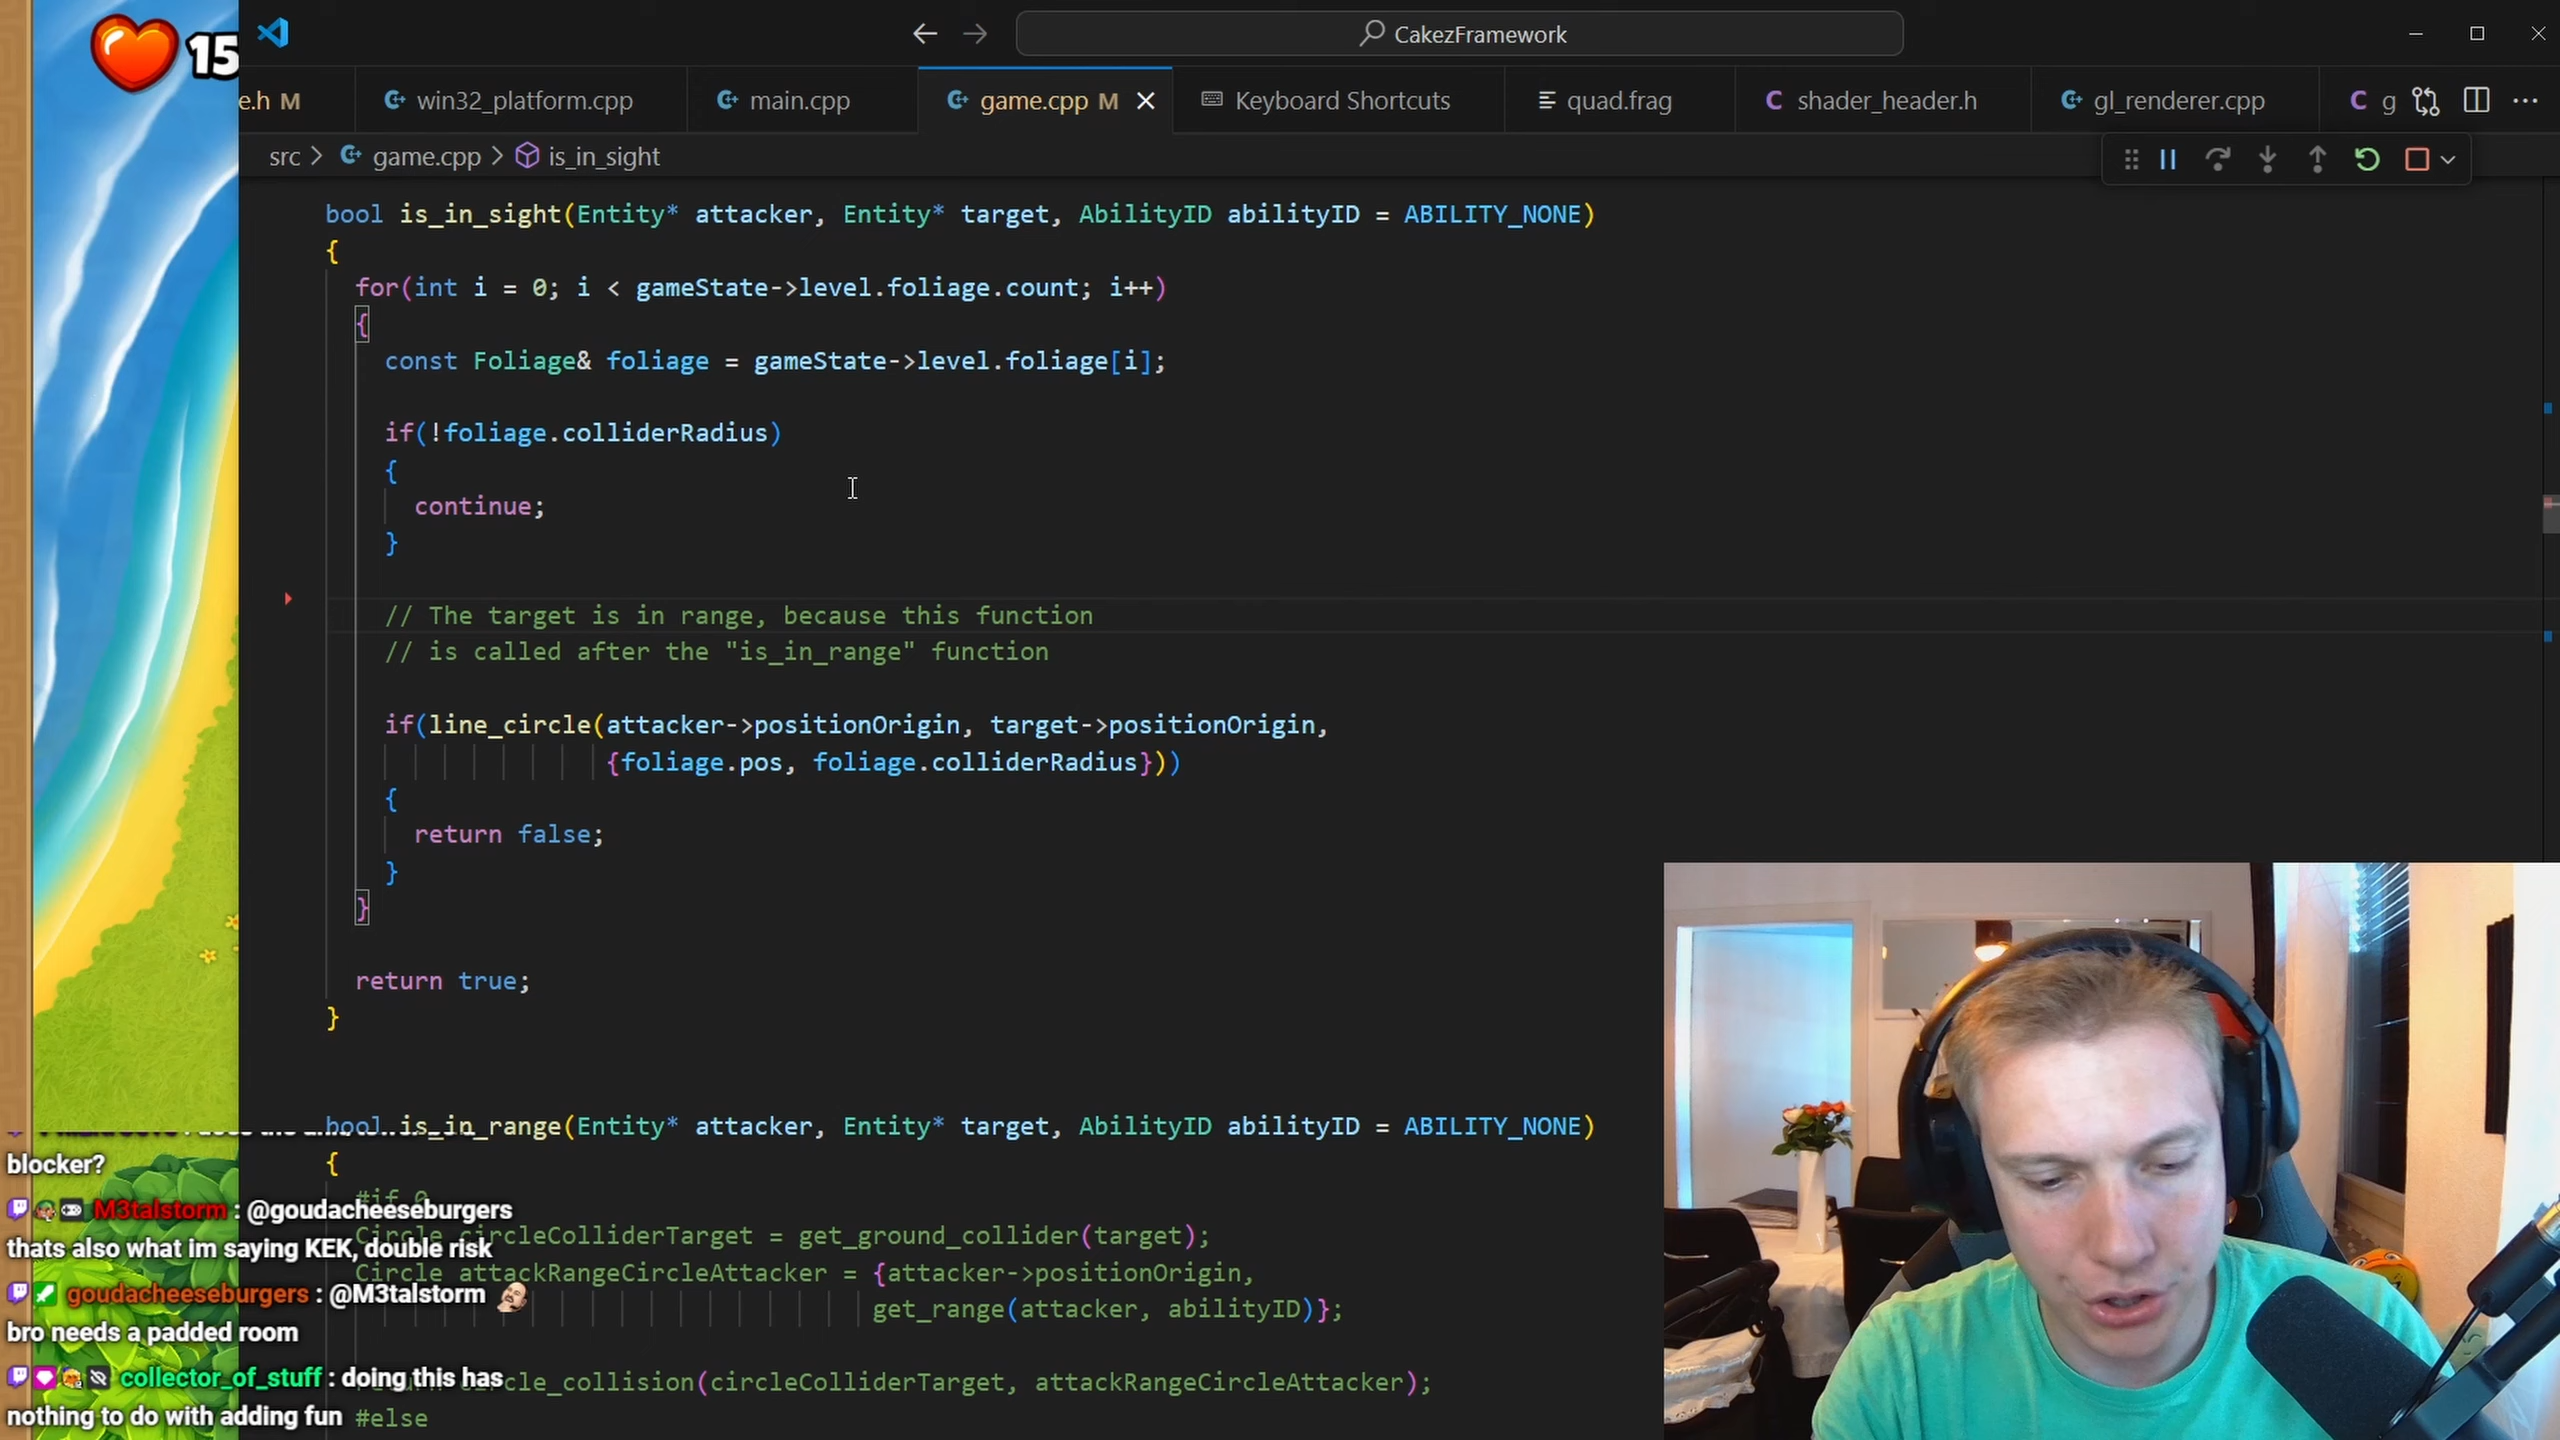 15
CakezFramework
e.h M
win32_platform.cpp
main.cpp
game.cpp M
Keyboard Shortcuts
quad.frag
shader_header.h
gl_renderer.cpp
g
src > game.cpp > is_in_sight
bool is_in_sight(Entity* attacker, Entity* target, AbilityID abilityID = ABILITY_NONE)
{
for(int i = 0; i < gameState->level.foliage.count; i++)
{
const Foliage& foliage = gameState->level.foliage[i];
if(!foliage.colliderRadius)
{
continue;
}
// The target is in range, because this function
// is called after the "is_in_range" function
if(line_circle(attacker->positionOrigin, target->positionOrigin,
{foliage.pos, foliage.colliderRadius}))
{
return false;
}
}
return true;
}
bool is_in_range(Entity* attacker, Entity* target, AbilityID abilityID = ABILITY_NONE)
{
#if 0
Circle circleColliderTarget = get_ground_collider(target);
Circle attackRangeCircleAttacker = {attacker->positionOrigin,
get_range(attacker, abilityID)};
circle_collision(circleColliderTarget, attackRangeCircleAttacker);
#else
blocker?
M3talstorm : @goudacheeseburgers
thats also what im saying KEK, double risk
goudacheeseburgers : @M3talstorm
bro needs a padded room
collector_of_stuff : doing this has
nothing to do with adding fun